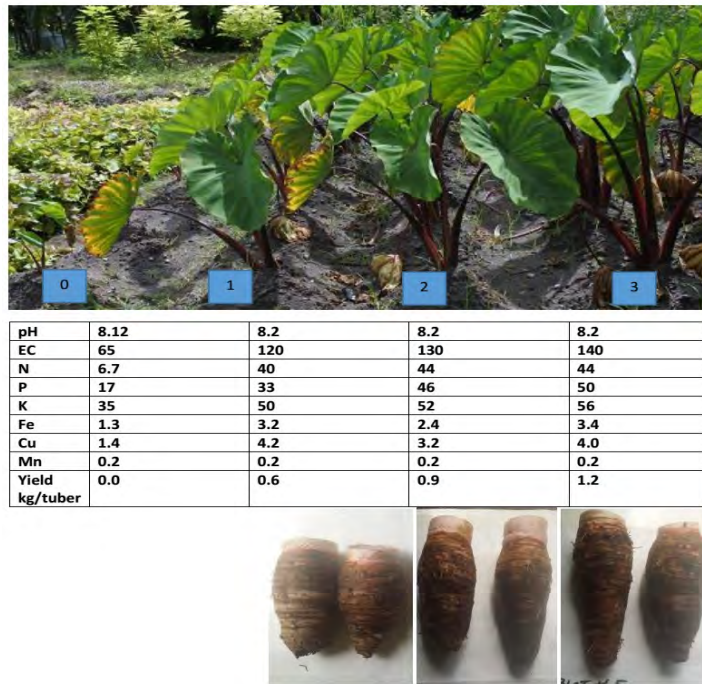 0 1 2 3
pH 8.12 8.2 8.2 8.2
EC 65 120 130 140
N 6.7 40 44 44
P 17 33 46 50
K 35 50 52 56
Fe 1.3 3.2 2.4 3.4
Cu 1.4 4.2 3.2 4.0
Mn 0.2 0.2 0.2 0.2
Yield 0.0 0.6 0.9 1.2
kg/tuber